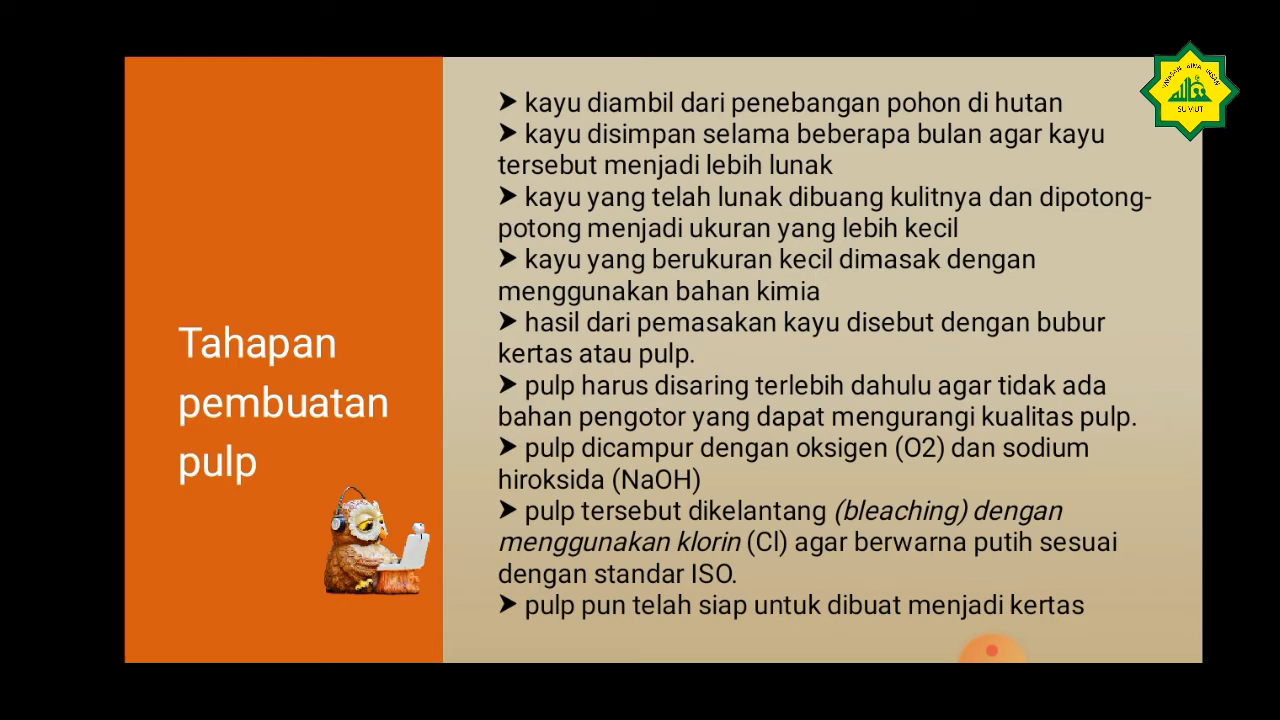 Tahapan
pembuatan
pulp
➤ kayu diambil dari penebangan pohon di hutan
➤ kayu disimpan selama beberapa bulan agar kayu
tersebut menjadi lebih lunak
➤ kayu yang telah lunak dibuang kulitnya dan dipotong-
potong menjadi ukuran yang lebih kecil
➤ kayu yang berukuran kecil dimasak dengan
menggunakan bahan kimia
➤ hasil dari pemasakan kayu disebut dengan bubur
kertas atau pulp.
➤ pulp harus disaring terlebih dahulu agar tidak ada
bahan pengotor yang dapat mengurangi kualitas pulp.
➤ pulp dicampur dengan oksigen (O2) dan sodium
hiroksida (NaOH)
➤ pulp tersebut dikelantang (bleaching) dengan
menggunakan klorin (Cl) agar berwarna putih sesuai
dengan standar ISO.
➤ pulp pun telah siap untuk dibuat menjadi kertas
SUMUT